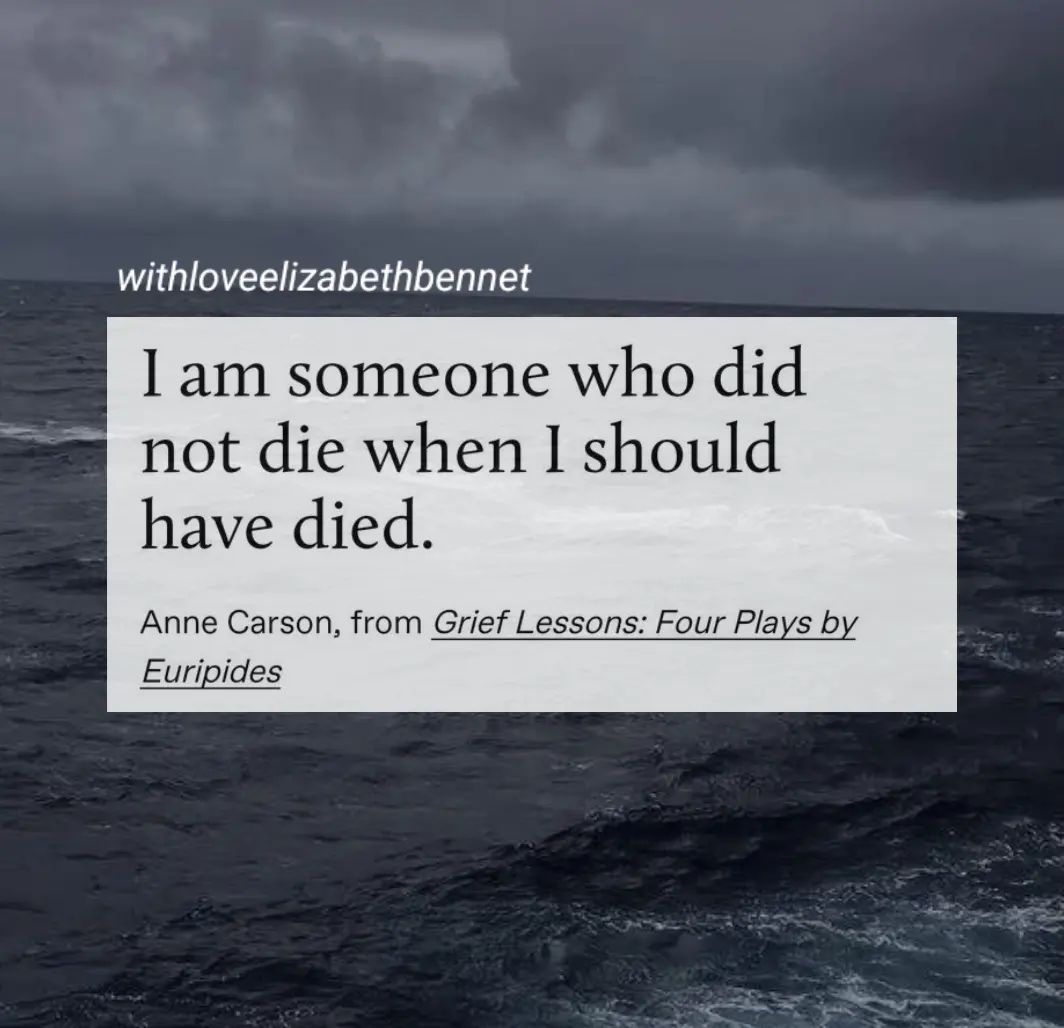 withloveelizabethbennet
I am someone who did
not die when I should
have died.
Anne Carson, from Grief Lessons: Four Plays by
Euripides